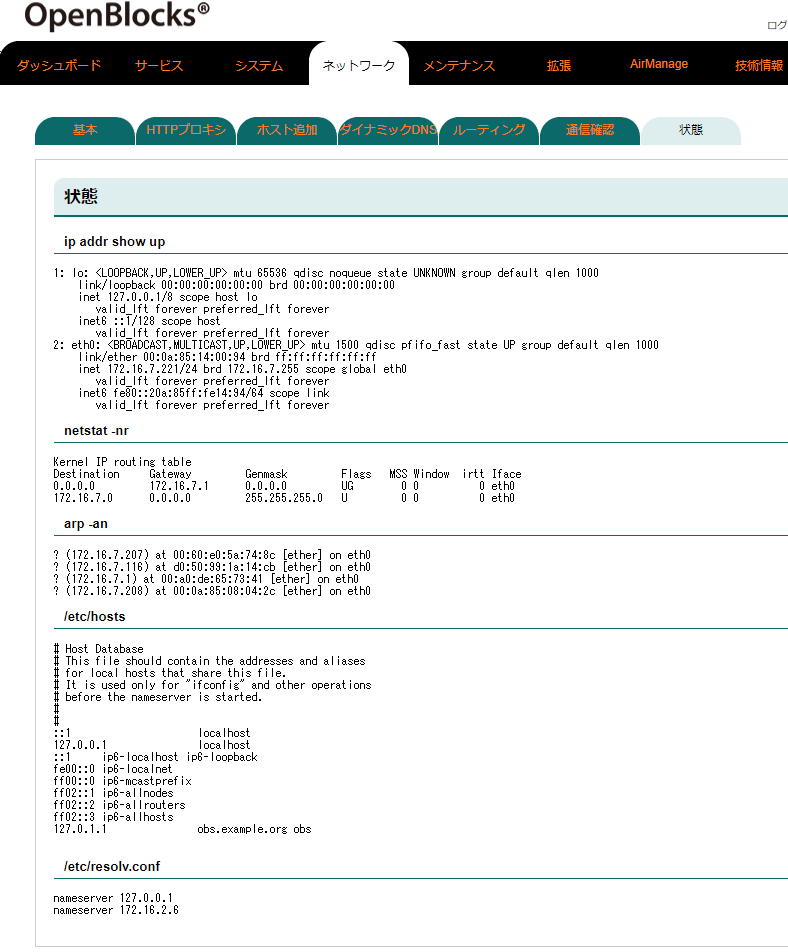 OpenBlocks®
ログ
ダッシュボード サービス システム ネットワーク メンテナンス 拡張 AirManage 技術情報
基本 HTTPプロキシ ホスト追加 ダイナミックDNS ルーティング 通信確認 状態
状態
ip addr show up
1: lo: <LOOPBACK,UP,LOWER_UP> mtu 65536 qdisc noqueue state UNKNOWN group default qlen 1000
    link/loopback 00:00:00:00:00:00 brd 00:00:00:00:00:00
    inet 127.0.0.1/8 scope host lo
       valid_lft forever preferred_lft forever
    inet6 ::1/128 scope host
       valid_lft forever preferred_lft forever
2: eth0: <BROADCAST,MULTICAST,UP,LOWER_UP> mtu 1500 qdisc pfifo_fast state UP group default qlen 1000
    link/ether 00:0a:85:14:00:94 brd ff:ff:ff:ff:ff:ff
    inet 172.16.7.221/24 brd 172.16.7.255 scope global eth0
       valid_lft forever preferred_lft forever
    inet6 fe80::20a:85ff:fe14:94/64 scope link
       valid_lft forever preferred_lft forever
netstat -nr
Kernel IP routing table
Destination     Gateway         Genmask         Flags   MSS Window  irtt Iface
0.0.0.0         172.16.7.1      0.0.0.0         UG        0 0          0 eth0
172.16.7.0      0.0.0.0         255.255.255.0   U         0 0          0 eth0
arp -an
? (172.16.7.207) at 00:60:e0:5a:74:8c [ether] on eth0
? (172.16.7.116) at d0:50:99:1a:14:cb [ether] on eth0
? (172.16.7.1) at 00:a0:de:65:73:41 [ether] on eth0
? (172.16.7.208) at 00:0a:85:08:04:2c [ether] on eth0
/etc/hosts
# Host Database
# This file should contain the addresses and aliases
# for local hosts that share this file.
# It is used only for "ifconfig" and other operations
# before the nameserver is started.
#
#
::1                     localhost
127.0.0.1               localhost
::1     ip6-localhost ip6-loopback
fe00::0 ip6-localnet
ff00::0 ip6-mcastprefix
ff02::1 ip6-allnodes
ff02::2 ip6-allrouters
ff02::3 ip6-allhosts
127.0.1.1               obs.example.org obs
/etc/resolv.conf
nameserver 127.0.0.1
nameserver 172.16.2.6